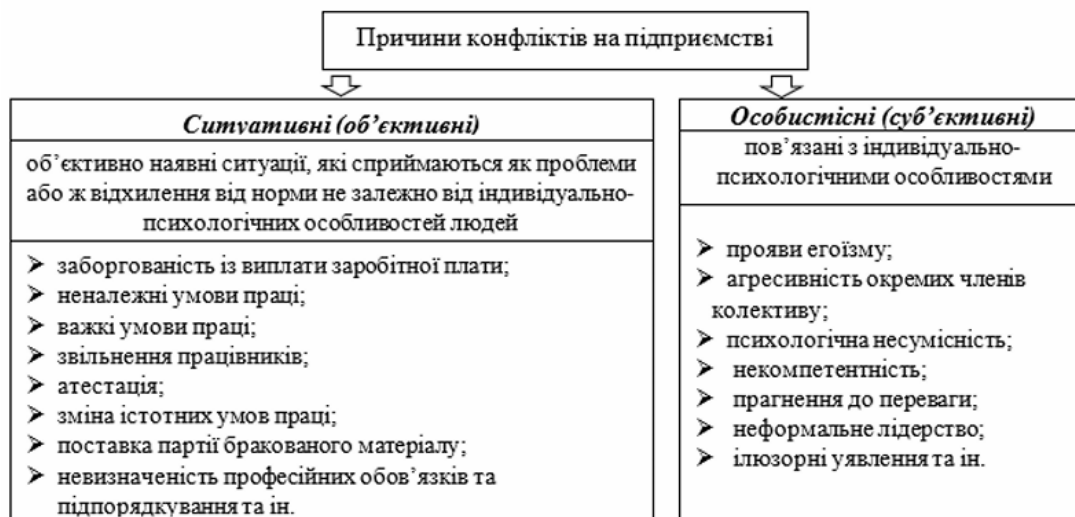 Причини конфліктів на підприємстві
Ситуативні (об’єктивні)
об’єктивно наявні ситуації, які сприймаються як проблеми
або ж відхилення від норми не залежно від індивідуально-
психологічних особливостей людей
➤ заборгованість із виплати заробітної плати;
➤ неналежні умови праці;
➤ важкі умови праці;
➤ звільнення працівників;
➤ атестація;
➤ зміна істотних умов праці;
➤ поставка партії бракованого матеріалу;
➤ невизначеність професійних обов’язків та
підпорядкування та ін.
Особистісні (суб’єктивні)
пов’язані з індивідуально-
психологічними особливостями
➤ прояви егоїзму;
➤ агресивність окремих членів
колективу;
➤ психологічна несумісність;
➤ некомпетентність;
➤ прагнення до переваги;
➤ неформальне лідерство;
➤ ілюзорні уявлення та ін.